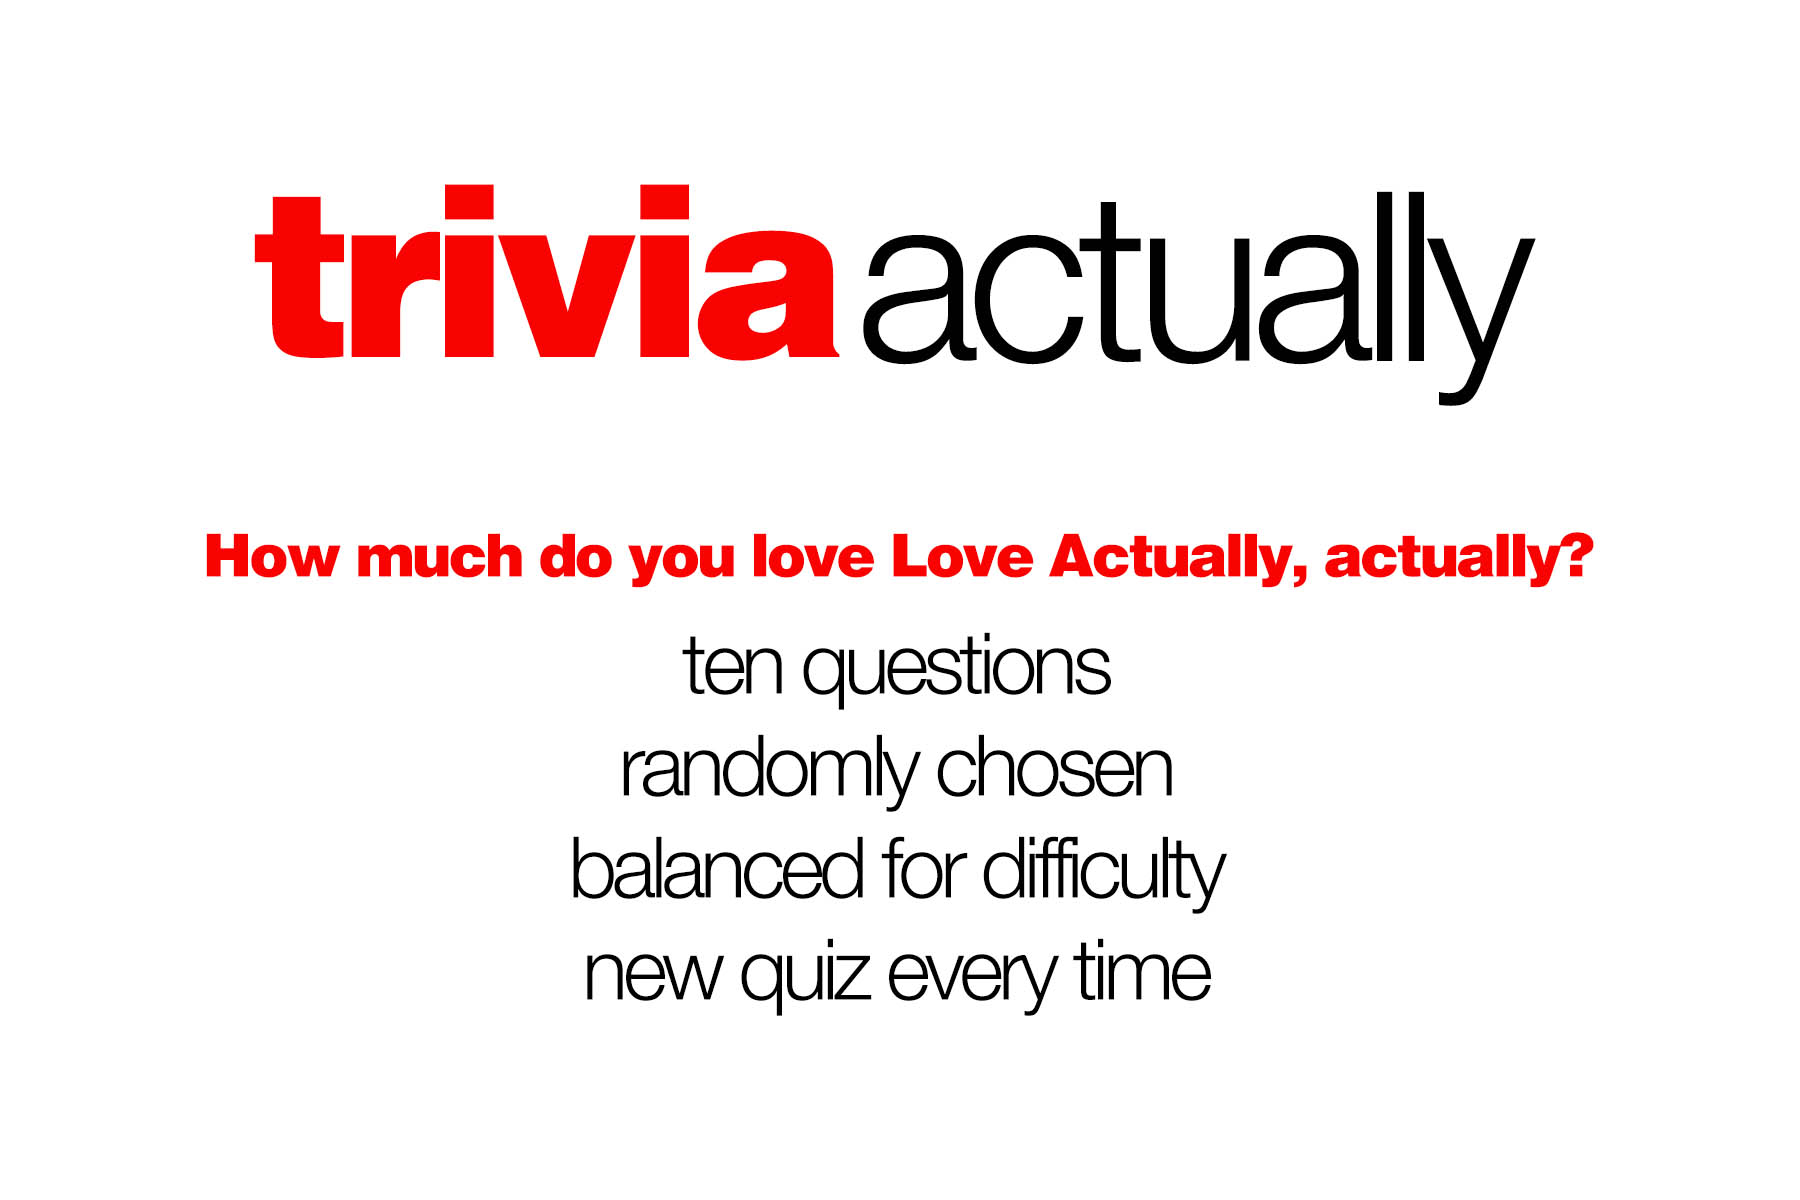 trivia actually
How much do you love Love Actually, actually?
ten questions
randomly chosen
balanced for difficulty
new quiz every time